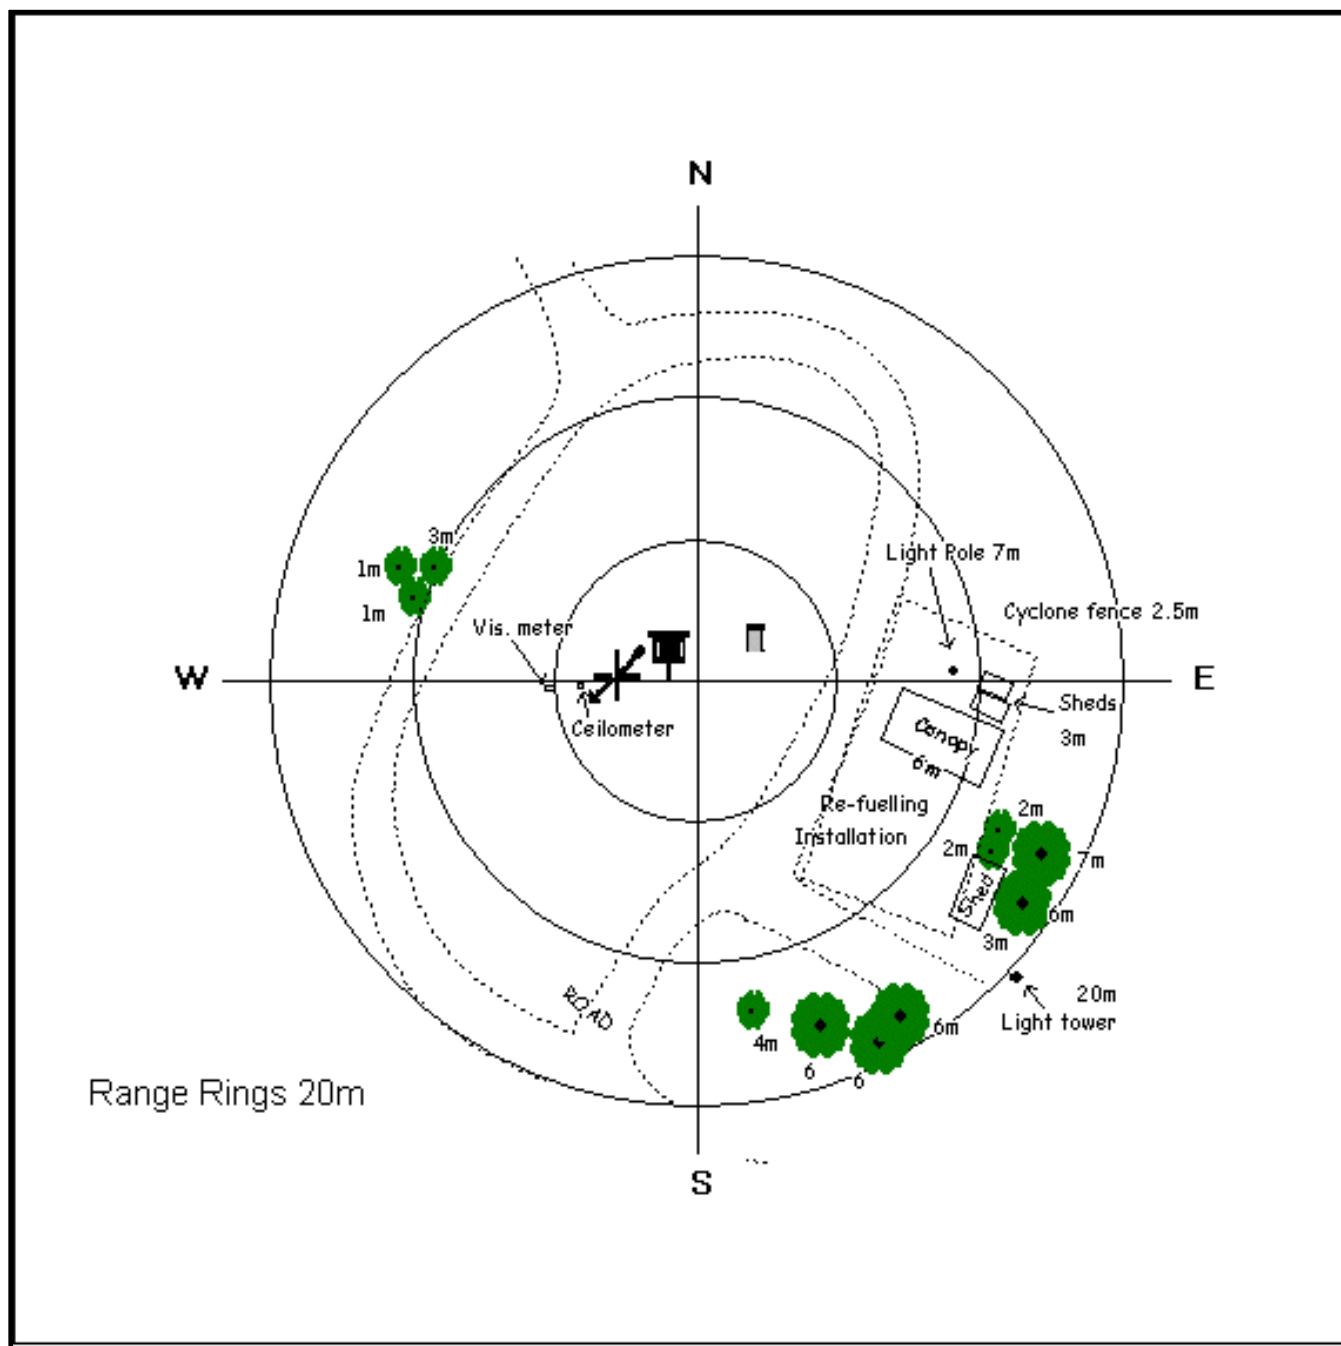 N
3m
1m
1m
Light Pole 7m
Cyclone fence 2.5m
Vis. meter
W
E
Ceilometer
Sheds
3m
Canopy
6m
Re-fuelling
Installation
2m
2m
7m
Shed
6m
3m
ROAD
20m
Light tower
4m
6m
6
6
Range Rings 20m
S